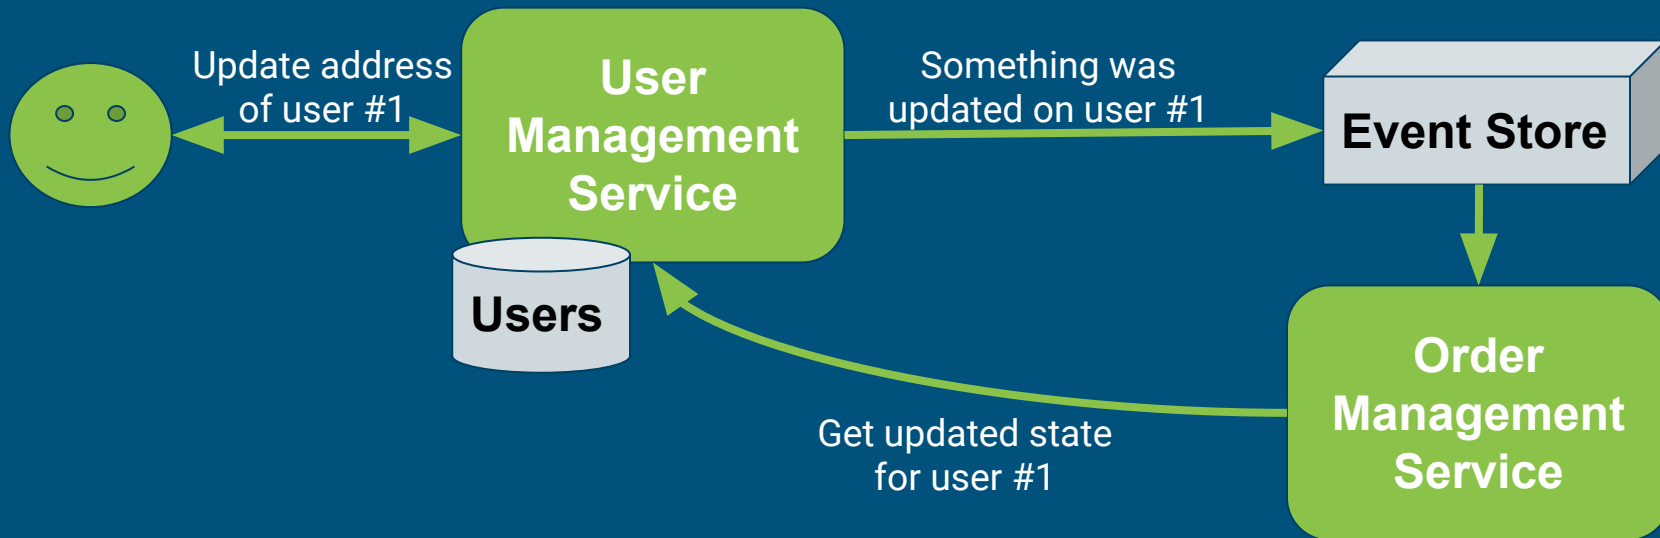 Update address
of user #1
User
Management
Service
Something was
updated on user #1
Event Store
Users
Get updated state
for user #1
Order
Management
Service